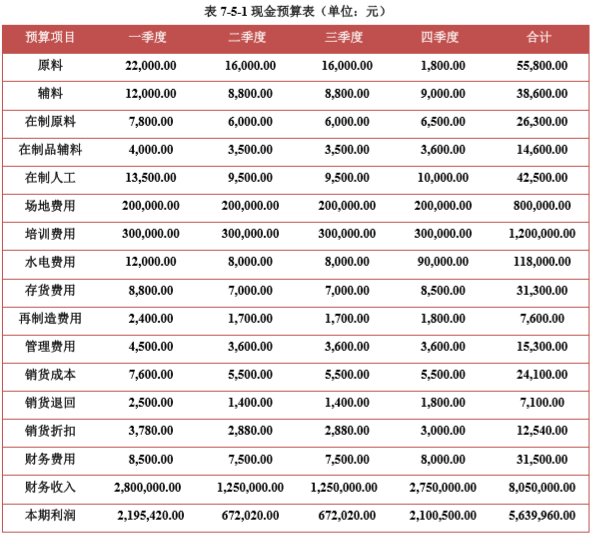 表 7-5-1 现金预算表（单位：元）
预算项目 一季度 二季度 三季度 四季度 合计
原料 22,000.00 16,000.00 16,000.00 1,800.00 55,800.00
辅料 12,000.00 8,800.00 8,800.00 9,000.00 38,600.00
在制原料 7,800.00 6,000.00 6,000.00 6,500.00 26,300.00
在制品辅料 4,000.00 3,500.00 3,500.00 3,600.00 14,600.00
在制人工 13,500.00 9,500.00 9,500.00 10,000.00 42,500.00
场地费用 200,000.00 200,000.00 200,000.00 200,000.00 800,000.00
培训费用 300,000.00 300,000.00 300,000.00 300,000.00 1,200,000.00
水电费用 12,000.00 8,000.00 8,000.00 90,000.00 118,000.00
存货费用 8,800.00 7,000.00 7,000.00 8,500.00 31,300.00
再制造费用 2,400.00 1,700.00 1,700.00 1,800.00 7,600.00
管理费用 4,500.00 3,600.00 3,600.00 3,600.00 15,300.00
销货成本 7,600.00 5,500.00 5,500.00 5,500.00 24,100.00
销货退回 2,500.00 1,400.00 1,400.00 1,800.00 7,100.00
销货折扣 3,780.00 2,880.00 2,880.00 3,000.00 12,540.00
财务费用 8,500.00 7,500.00 7,500.00 8,000.00 31,500.00
财务收入 2,800,000.00 1,250,000.00 1,250,000.00 2,750,000.00 8,050,000.00
本期利润 2,195,420.00 672,020.00 672,020.00 2,100,500.00 5,639,960.00